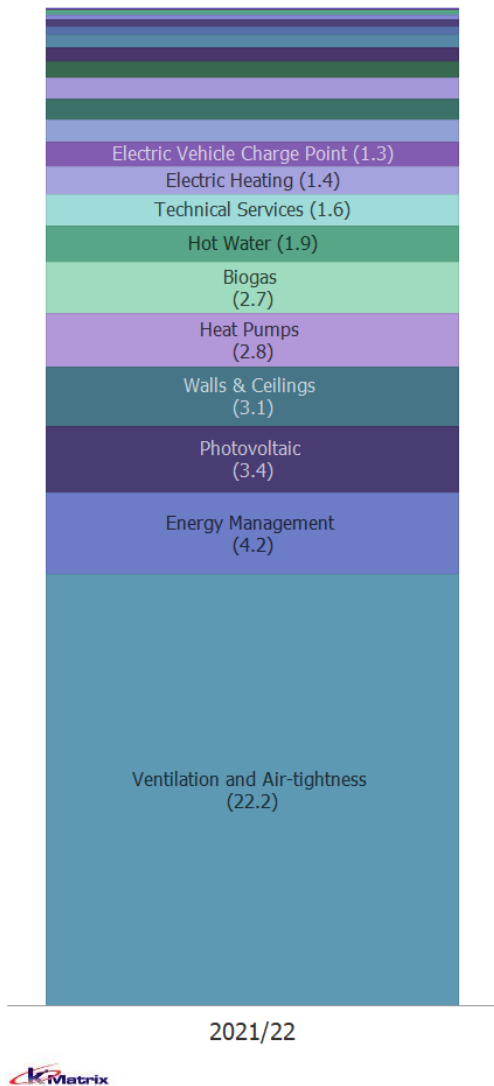 Electric Vehicle Charge Point (1.3)
Electric Heating (1.4)
Technical Services (1.6)
Hot Water (1.9)
Biogas
(2.7)
Heat Pumps
(2.8)
Walls & Ceilings
(3.1)
Photovoltaic
(3.4)
Energy Management
(4.2)
Ventilation and Air-tightness
(22.2)
2021/22
kMatrix